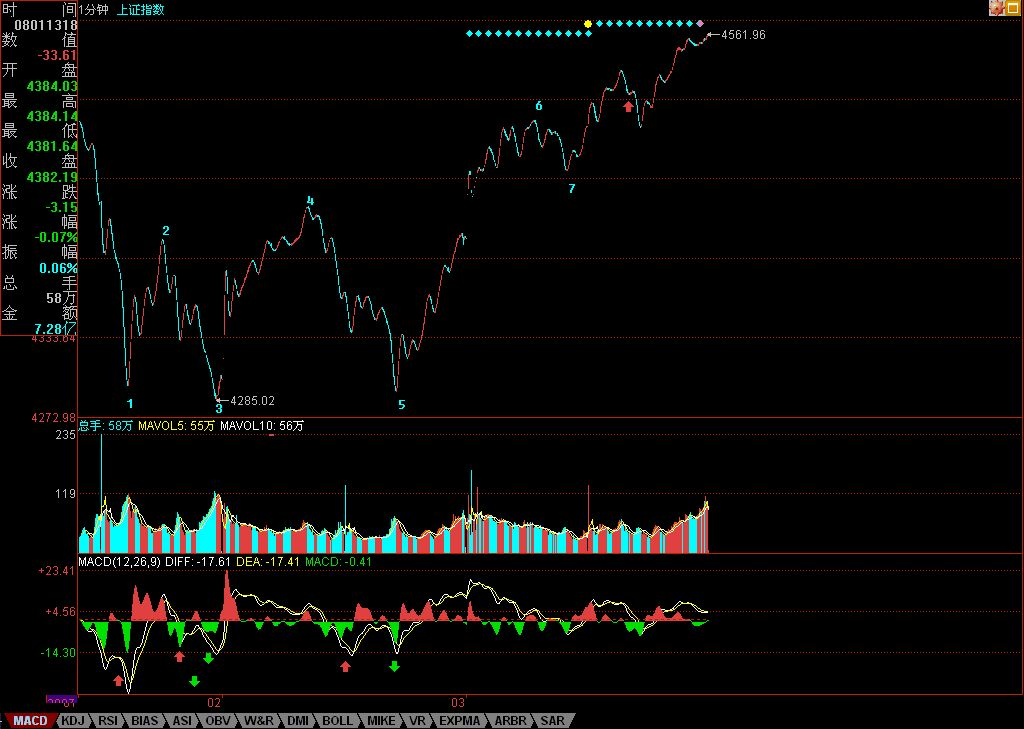 时 间
08011318
数 值
-33.61
开 盘
4384.03
最 高
4384.14
最 低
4381.64
收 盘
4382.19
涨 跌
-3.15
涨 幅
-0.07%
振 幅
0.06%
总 手
58万
金 额
7.28亿
1分钟 上证指数
4561.96
6
7
4
2
1
3
4285.02
5
4333.64
4272.98
总手: 58万 MAVOL5: 55万 MAVOL10: 56万
235
119
MACD(12,26,9) DIFF: -17.61 DEA: -17.41 MACD: -0.41
+23.41
+4.56
-14.30
02 03
MACD KDJ RSI BIAS ASI OBV W&R DMI BOLL MIKE VR EXPMA ARBR SAR